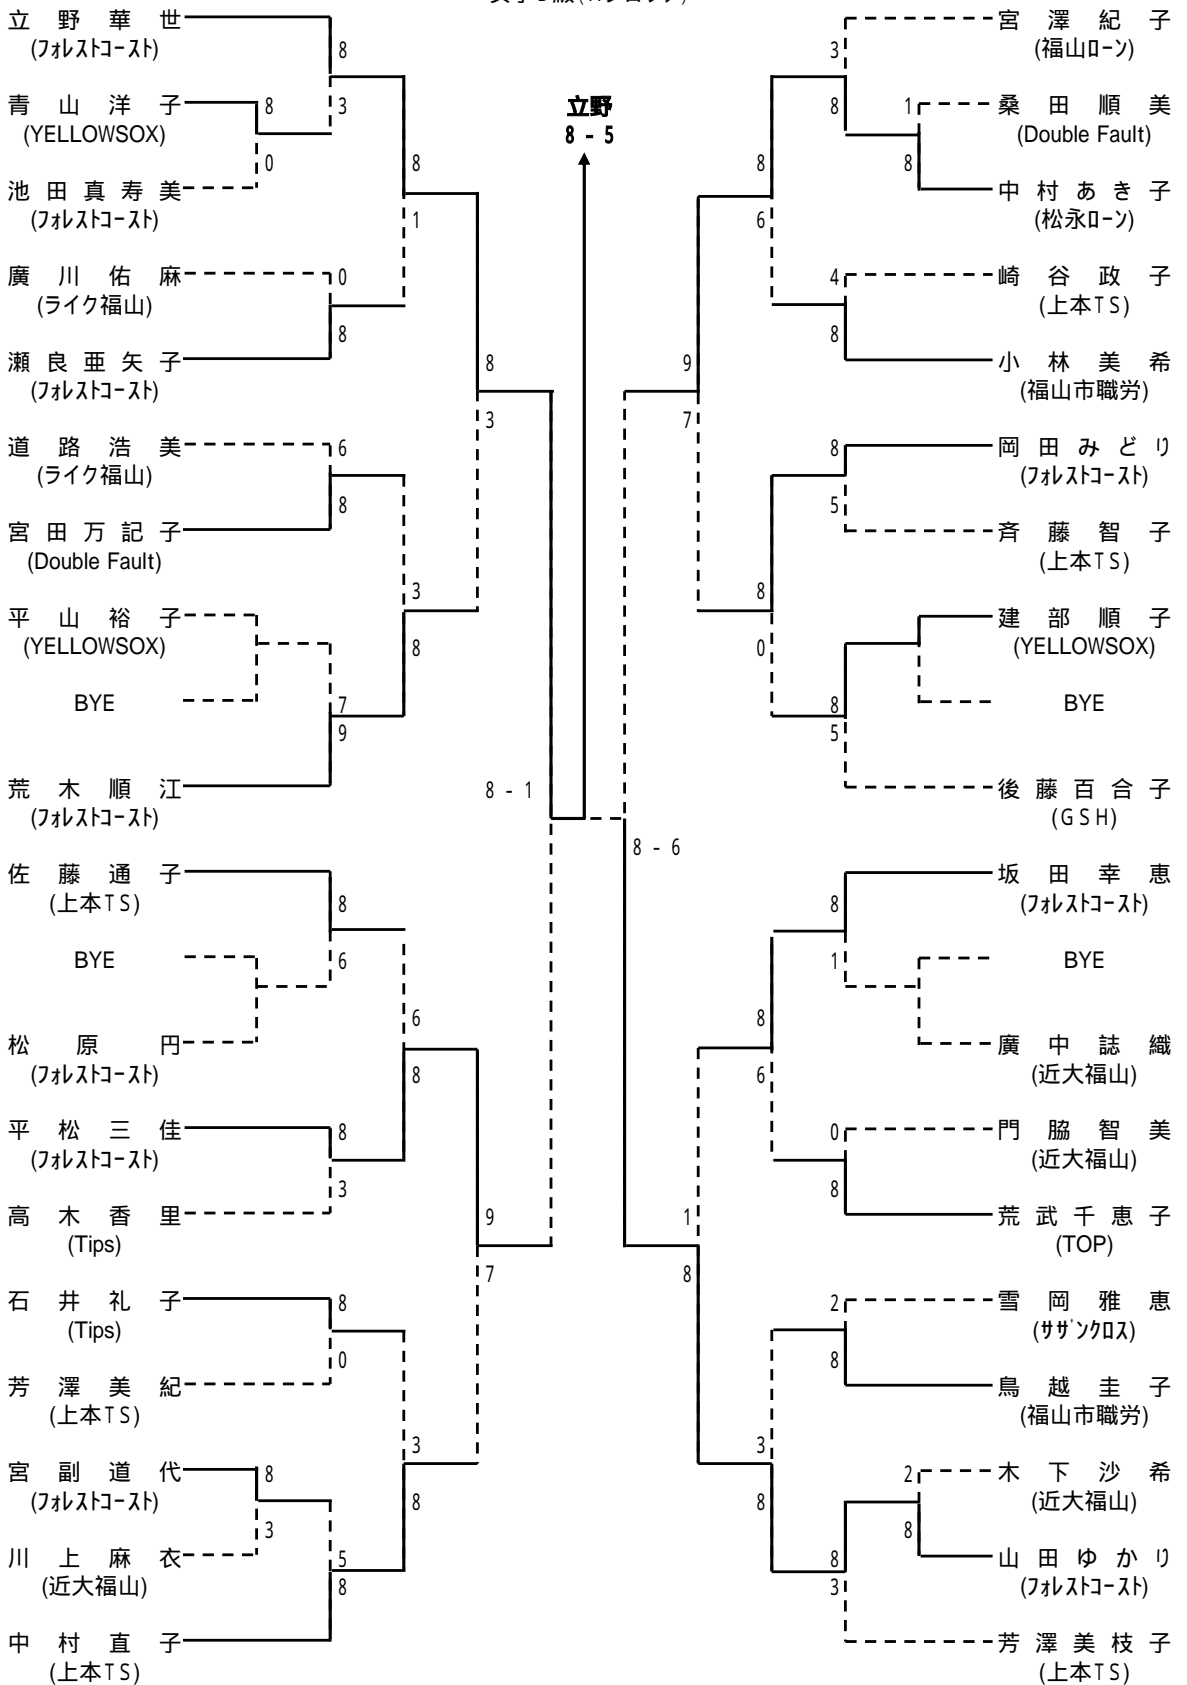 立野華世
(フォレストコースト)
8
青山洋子
(YELLOWSOX)
8
3
0
池田真寿美
(フォレストコースト)
8
1
廣川佑麻
(ライク福山)
0
8
瀬良亜矢子
(フォレストコースト)
8
3
道路浩美
(ライク福山)
6
8
宮田万記子
(Double Fault)
3
8
平山裕子
(YELLOWSOX)
BYE
7
9
荒木順江
(フォレストコースト)
8 - 1
佐藤通子
(上本TS)
8
6
BYE
松原円
(フォレストコースト)
6
8
平松三佳
(フォレストコースト)
8
3
高木香里
(Tips)
9
7
石井礼子
(Tips)
8
0
芳澤美紀
(上本TS)
3
8
宮副道代
(フォレストコースト)
8
3
川上麻衣
(近大福山)
5
8
中村直子
(上本TS)
立野
8 - 5
宮澤紀子
(福山ローン)
3
8
桑田順美
(Double Fault)
1
8
中村あき子
(松永ローン)
8
6
崎谷政子
(上本TS)
4
8
小林美希
(福山市職労)
9
7
岡田みどり
(フォレストコースト)
8
5
斉藤智子
(上本TS)
8
0
建部順子
(YELLOWSOX)
BYE
8
5
後藤百合子
(GSH)
8 - 6
坂田幸恵
(フォレストコースト)
8
1
BYE
廣中誌織
(近大福山)
8
6
門脇智美
(近大福山)
0
8
荒武千恵子
(TOP)
1
8
雪岡雅恵
(サザンクロス)
2
8
鳥越圭子
(福山市職労)
3
8
木下沙希
(近大福山)
2
8
山田ゆかり
(フォレストコースト)
8
3
芳澤美枝子
(上本TS)